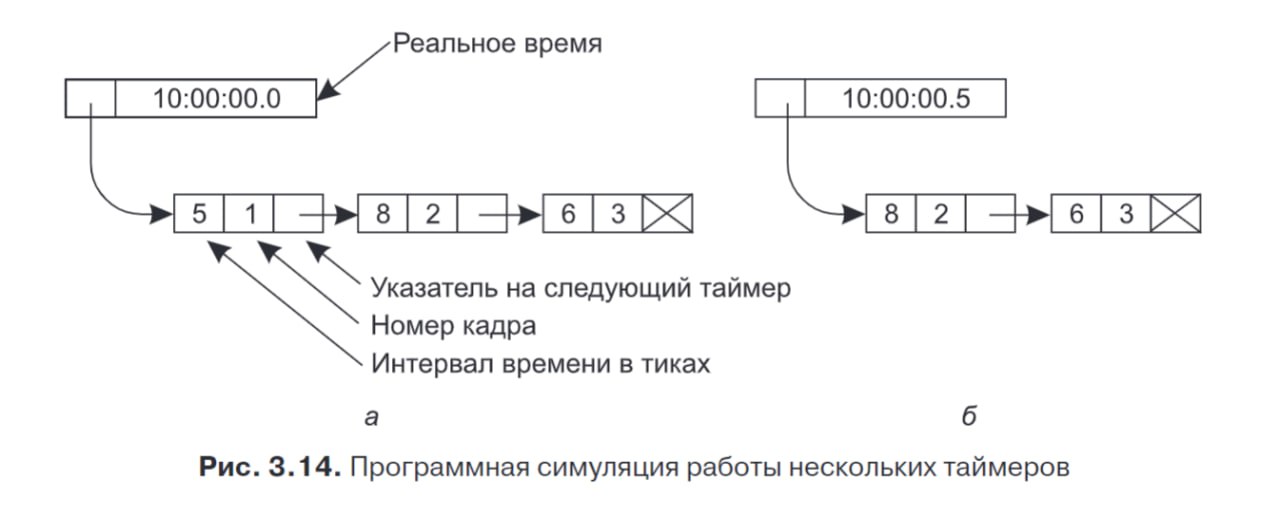 Реальное время
10:00:00.0
10:00:00.5
5 1 8 2 6 3
8 2 6 3
Указатель на следующий таймер
Номер кадра
Интервал времени в тиках
а
б
Рис. 3.14. Программная симуляция работы нескольких таймеров